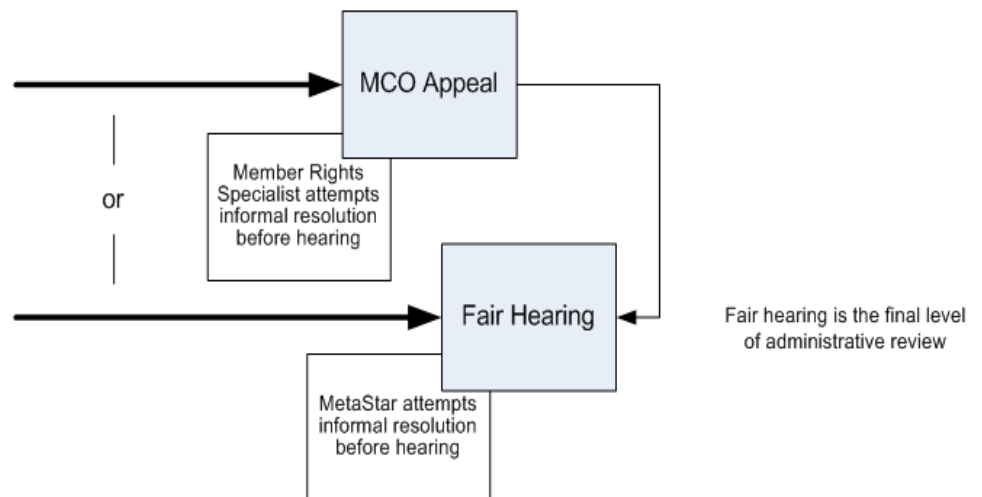 MCO Appeal
Member Rights
Specialist attempts
informal resolution
before hearing
or
Fair Hearing
Fair hearing is the final level
of administrative review
MetaStar attempts
informal resolution
before hearing